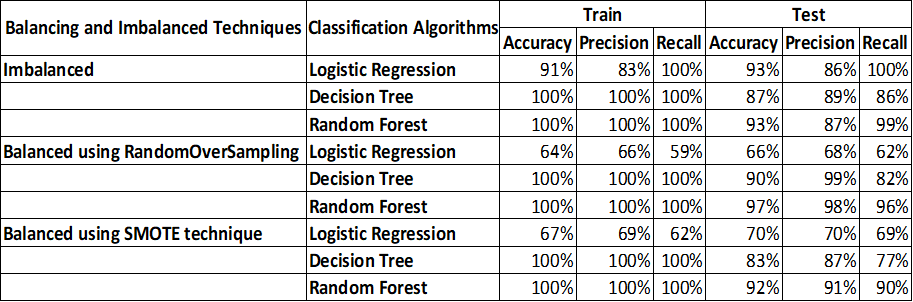 Balancing and Imbalanced Techniques Classification Algorithms Train Test
Accuracy Precision Recall Accuracy Precision Recall
Imbalanced Logistic Regression 91% 83% 100% 93% 86% 100%
Decision Tree 100% 100% 100% 87% 89% 86%
Random Forest 100% 100% 100% 93% 87% 99%
Balanced using RandomOverSampling Logistic Regression 64% 66% 59% 66% 68% 62%
Decision Tree 100% 100% 100% 90% 99% 82%
Random Forest 100% 100% 100% 97% 98% 96%
Balanced using SMOTE technique Logistic Regression 67% 69% 62% 70% 70% 69%
Decision Tree 100% 100% 100% 83% 87% 77%
Random Forest 100% 100% 100% 92% 91% 90%